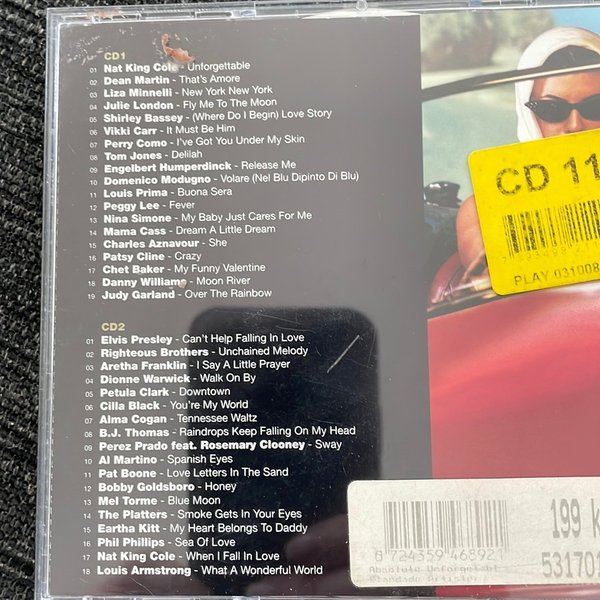 CD1
01 Nat King Cole - Unforgettable
02 Dean Martin - That's Amore
03 Liza Minnelli - New York New York
04 Julie London - Fly Me To The Moon
05 Shirley Bassey - (Where Do I Begin) Love Story
06 Vikki Carr - It Must Be Him
07 Perry Como - I've Got You Under My Skin
08 Tom Jones - Delilah
09 Engelbert Humperdinck - Release Me
10 Domenico Modugno - Volare (Nel Blu Dipinto Di Blu)
11 Louis Prima - Buona Sera
12 Peggy Lee - Fever
13 Nina Simone - My Baby Just Cares For Me
14 Mama Cass - Dream A Little Dream
15 Charles Aznavour - She
16 Patsy Cline - Crazy
17 Chet Baker - My Funny Valentine
18 Danny Williams - Moon River
19 Judy Garland - Over The Rainbow
CD2
01 Elvis Presley - Can't Help Falling In Love
02 Righteous Brothers - Unchained Melody
03 Aretha Franklin - I Say A Little Prayer
04 Dionne Warwick - Walk On By
05 Petula Clark - Downtown
06 Cilla Black - You're My World
07 Alma Cogan - Tennessee Waltz
08 B.J. Thomas - Raindrops Keep Falling On My Head
09 Perez Prado feat. Rosemary Clooney - Sway
10 Al Martino - Spanish Eyes
11 Pat Boone - Love Letters In The Sand
12 Bobby Goldsboro - Honey
13 Mel Torme - Blue Moon
14 The Platters - Smoke Gets In Your Eyes
15 Eartha Kitt - My Heart Belongs To Daddy
16 Phil Phillips - Sea Of Love
17 Nat King Cole - When I Fall In Love
18 Louis Armstrong - What A Wonderful World
CD 11
PLAY 031008
199 k
0 724359 468921
531701
Absolute Unforgettabl
Standads Artister